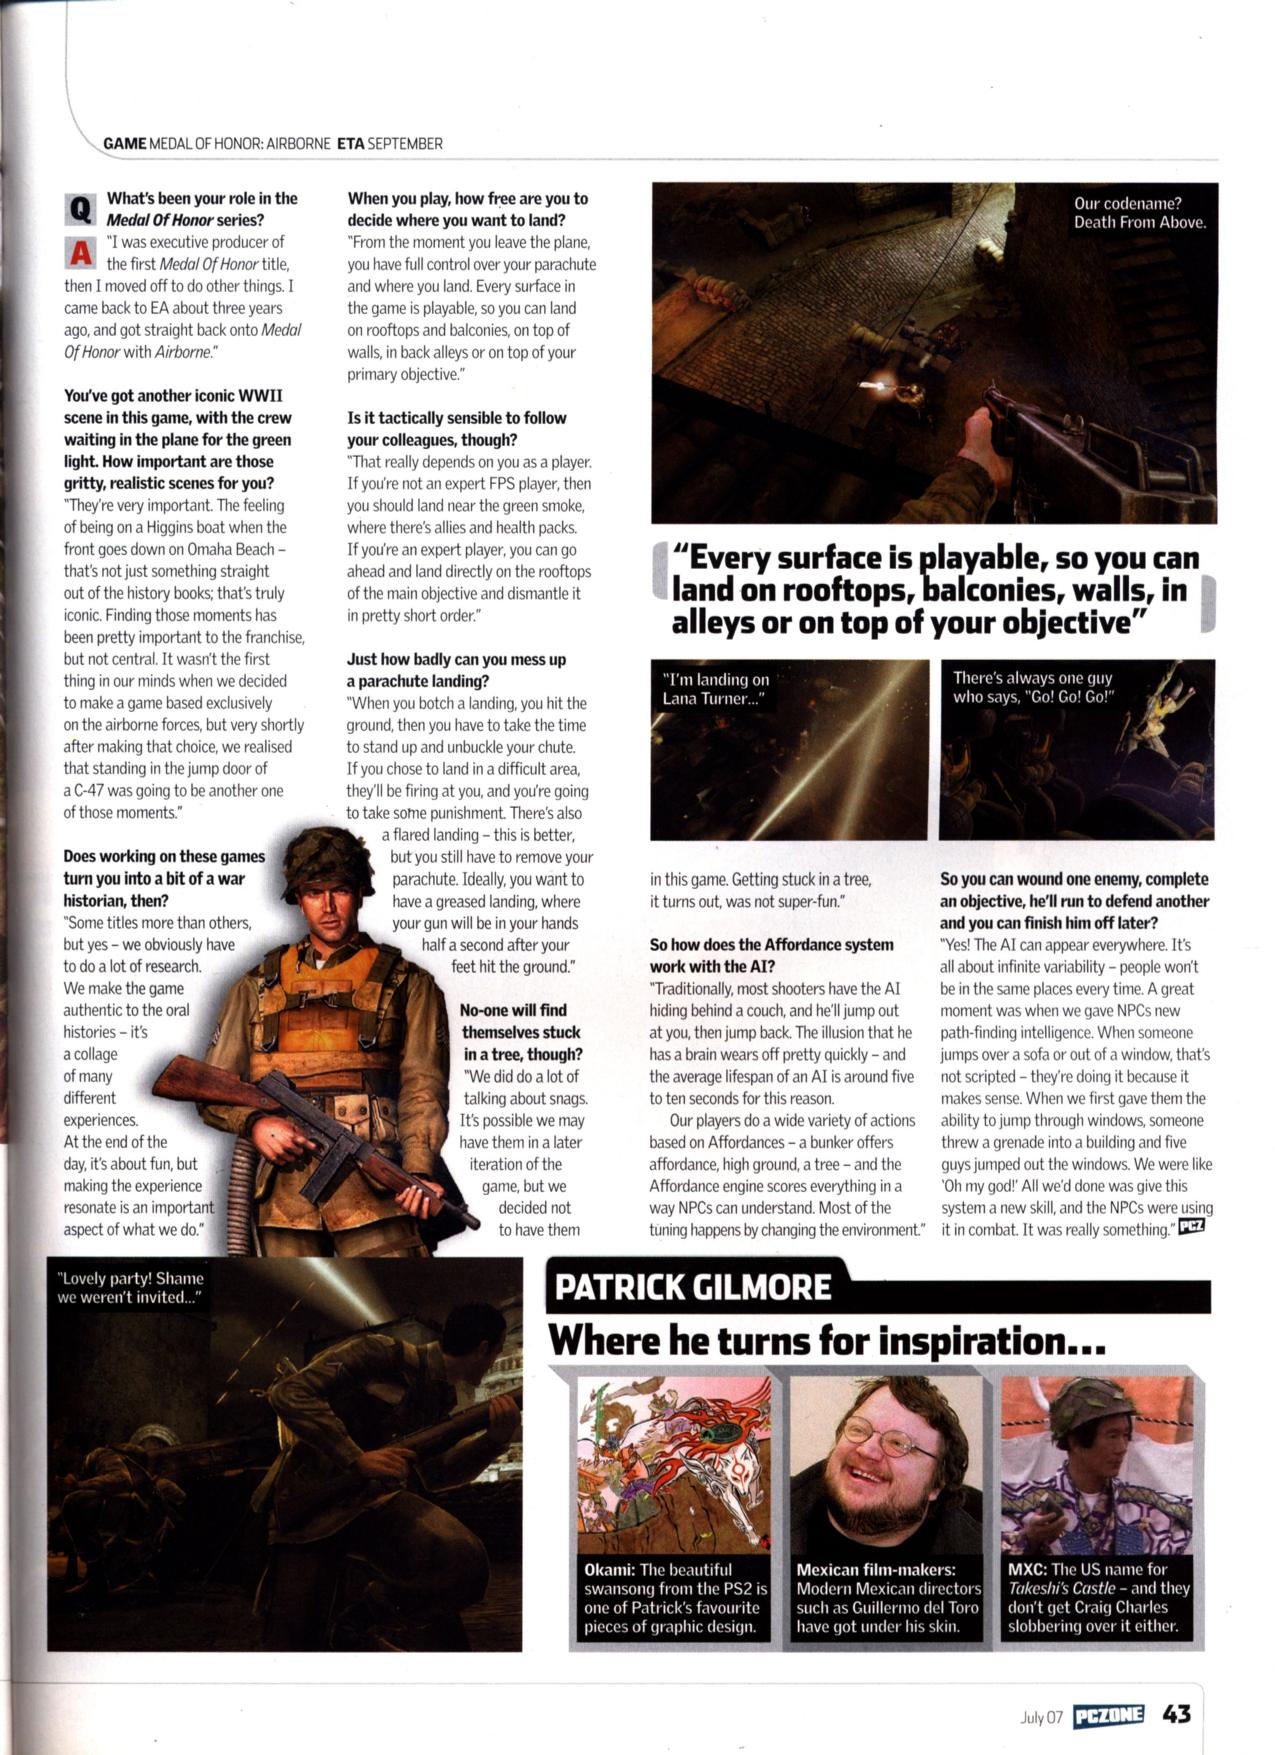 GAME MEDAL OF HONOR: AIRBORNE ETA SEPTEMBER
Q What's been your role in the
Medal Of Honor series?
A "I was executive producer of
the first Medal Of Honor title,
then I moved off to do other things. I
came back to EA about three years
ago, and got straight back onto Medal
Of Honor with Airborne."
You've got another iconic WWII
scene in this game, with the crew
waiting in the plane for the green
light. How important are those
gritty, realistic scenes for you?
"They're very important. The feeling
of being on a Higgins boat when the
front goes down on Omaha Beach –
that's not just something straight
out of the history books; that's truly
iconic. Finding those moments has
been pretty important to the franchise,
but not central. It wasn't the first
thing in our minds when we decided
to make a game based exclusively
on the airborne forces, but very shortly
after making that choice, we realised
that standing in the jump door of
a C-47 was going to be another one
of those moments."
Does working on these games
turn you into a bit of a war
historian, then?
"Some titles more than others,
but yes – we obviously have
to do a lot of research.
We make the game
authentic to the oral
histories – it's
a collage
of many
different
experiences.
At the end of the
day, it's about fun, but
making the experience
resonate is an important
aspect of what we do."
When you play, how free are you to
decide where you want to land?
"From the moment you leave the plane,
you have full control over your parachute
and where you land. Every surface in
the game is playable, so you can land
on rooftops and balconies, on top of
walls, in back alleys or on top of your
primary objective."
Is it tactically sensible to follow
your colleagues, though?
"That really depends on you as a player.
If you're not an expert FPS player, then
you should land near the green smoke,
where there's allies and health packs.
If you're an expert player, you can go
ahead and land directly on the rooftops
of the main objective and dismantle it
in pretty short order."
Just how badly can you mess up
a parachute landing?
"When you botch a landing, you hit the
ground, then you have to take the time
to stand up and unbuckle your chute.
If you chose to land in a difficult area,
they'll be firing at you, and you're going
to take some punishment. There's also
a flared landing – this is better,
but you still have to remove your
parachute. Ideally, you want to
have a greased landing, where
your gun will be in your hands
half a second after your
feet hit the ground."
No-one will find
themselves stuck
in a tree, though?
"We did do a lot of
talking about snags.
It's possible we may
have them in a later
iteration of the
game, but we
decided not
to have them
Our codename?
Death From Above.
"Every surface is playable, so you can
land on rooftops, balconies, walls, in
alleys or on top of your objective"
"I'm landing on
Lana Turner..."
There's always one guy
who says, "Go! Go! Go!"
in this game. Getting stuck in a tree,
it turns out, was not super-fun."
So how does the Affordance system
work with the AI?
"Traditionally, most shooters have the AI
hiding behind a couch, and he'll jump out
at you, then jump back. The illusion that he
has a brain wears off pretty quickly – and
the average lifespan of an AI is around five
to ten seconds for this reason.
Our players do a wide variety of actions
based on Affordances – a bunker offers
affordance, high ground, a tree – and the
Affordance engine scores everything in a
way NPCs can understand. Most of the
tuning happens by changing the environment."
So you can wound one enemy, complete
an objective, he'll run to defend another
and you can finish him off later?
"Yes! The AI can appear everywhere. It's
all about infinite variability – people won't
be in the same places every time. A great
moment was when we gave NPCs new
path-finding intelligence. When someone
jumps over a sofa or out of a window, that's
not scripted – they're doing it because it
makes sense. When we first gave them the
ability to jump through windows, someone
threw a grenade into a building and five
guys jumped out the windows. We were like
'Oh my god!' All we'd done was give this
system a new skill, and the NPCs were using
it in combat. It was really something." PCZ
"Lovely party! Shame
we weren't invited..."
PATRICK GILMORE
Where he turns for inspiration...
Okami: The beautiful
swansong from the PS2 is
one of Patrick's favourite
pieces of graphic design.
Mexican film-makers:
Modern Mexican directors
such as Guillermo del Toro
have got under his skin.
MXC: The US name for
Takeshi's Castle – and they
don't get Craig Charles
slobbering over it either.
July 07 PCZONE 43